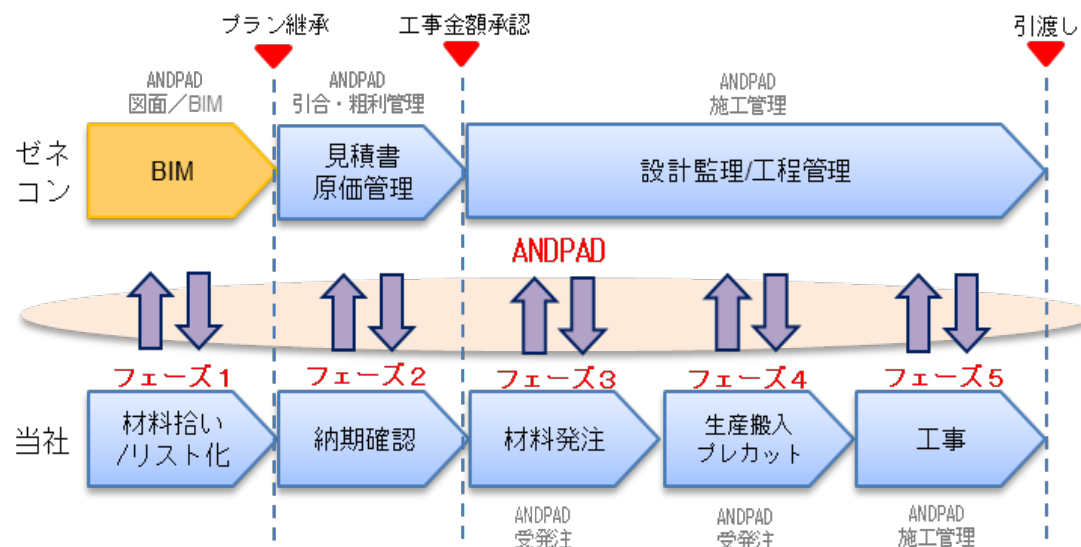 プラン継承
工事金額承認
引渡し
ANDPAD
図面／BIM
ANDPAD
引合・粗利管理
ANDPAD
施工管理
ゼネ
コン
BIM
見積書
原価管理
設計監理/工程管理
ANDPAD
フェーズ1
フェーズ2
フェーズ3
フェーズ4
フェーズ5
当社
材料拾い
/リスト化
納期確認
材料発注
生産搬入
プレカット
工事
ANDPAD
受発注
ANDPAD
受発注
ANDPAD
施工管理